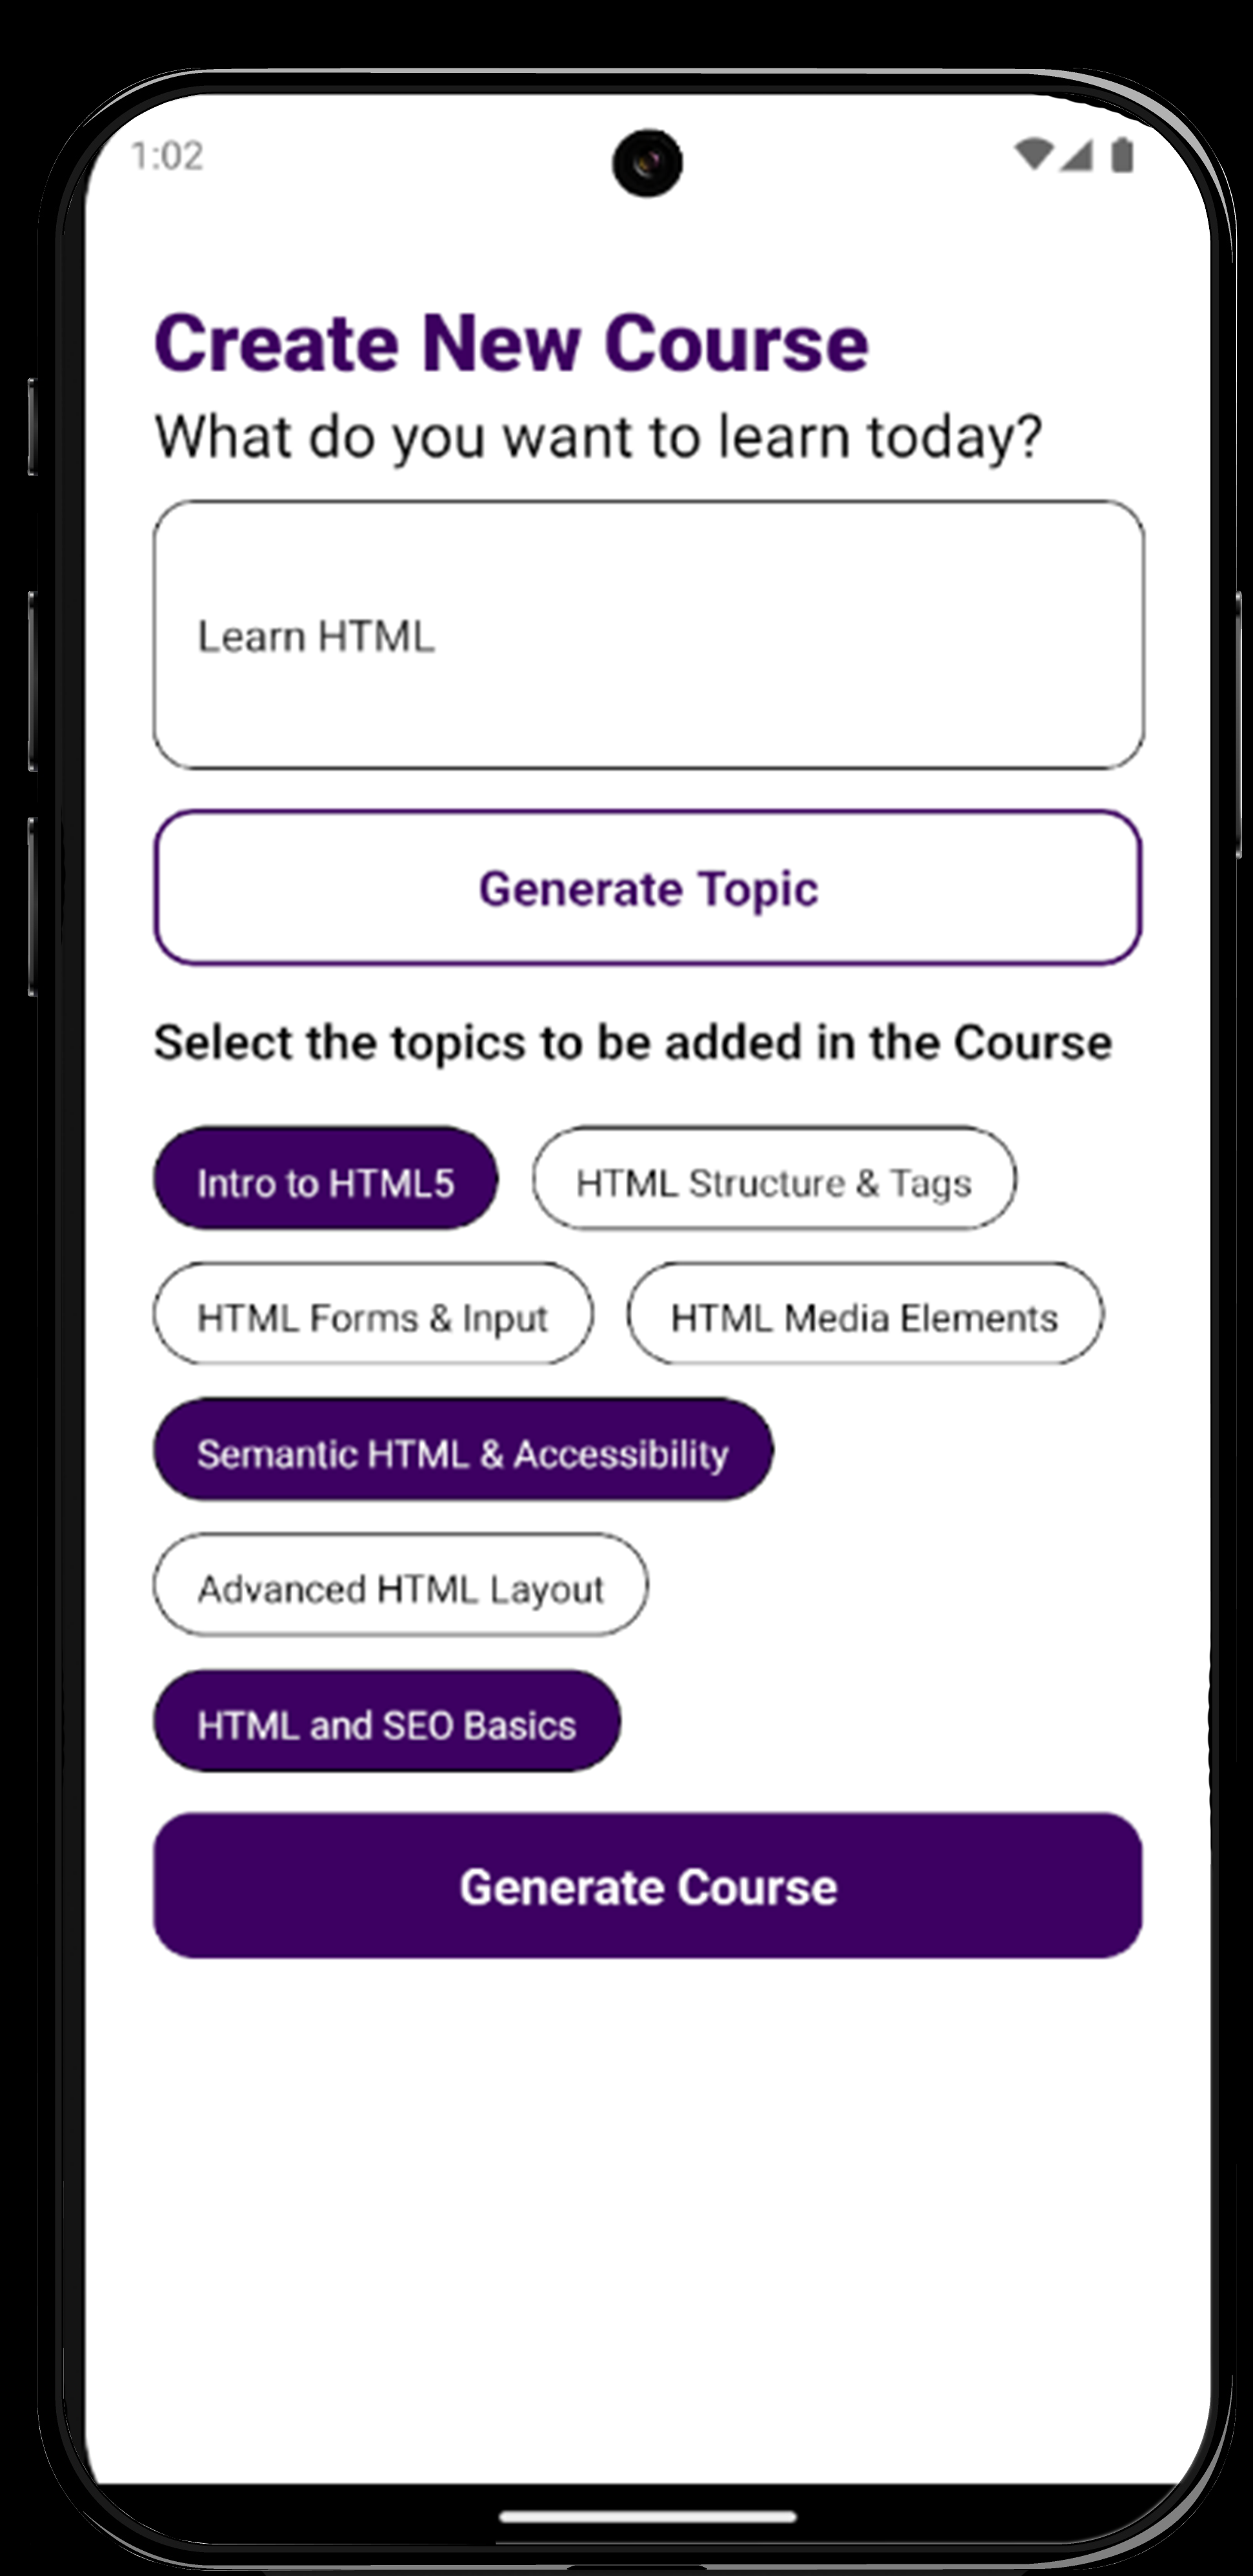 1:02
Create New Course
What do you want to learn today?
Learn HTML
Generate Topic
Select the topics to be added in the Course
Intro to HTML5
HTML Structure & Tags
HTML Forms & Input
HTML Media Elements
Semantic HTML & Accessibility
Advanced HTML Layout
HTML and SEO Basics
Generate Course